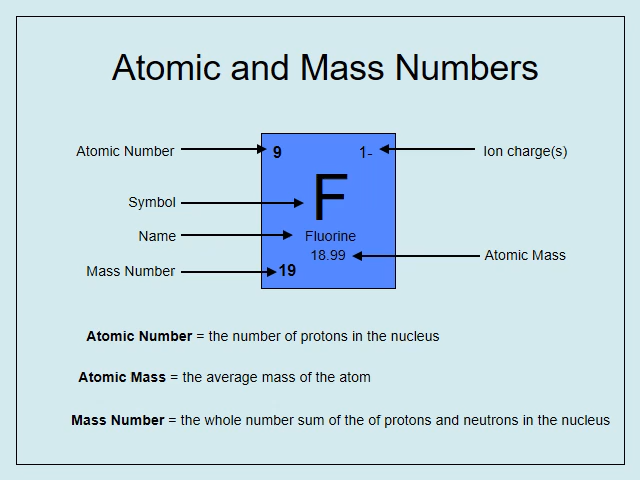 Atomic and Mass Numbers
Atomic Number
9
1-
Ion charge(s)
F
Symbol
Name
Fluorine
18.99
Atomic Mass
Mass Number
19
Atomic Number = the number of protons in the nucleus
Atomic Mass = the average mass of the atom
Mass Number = the whole number sum of the of protons and neutrons in the nucleus